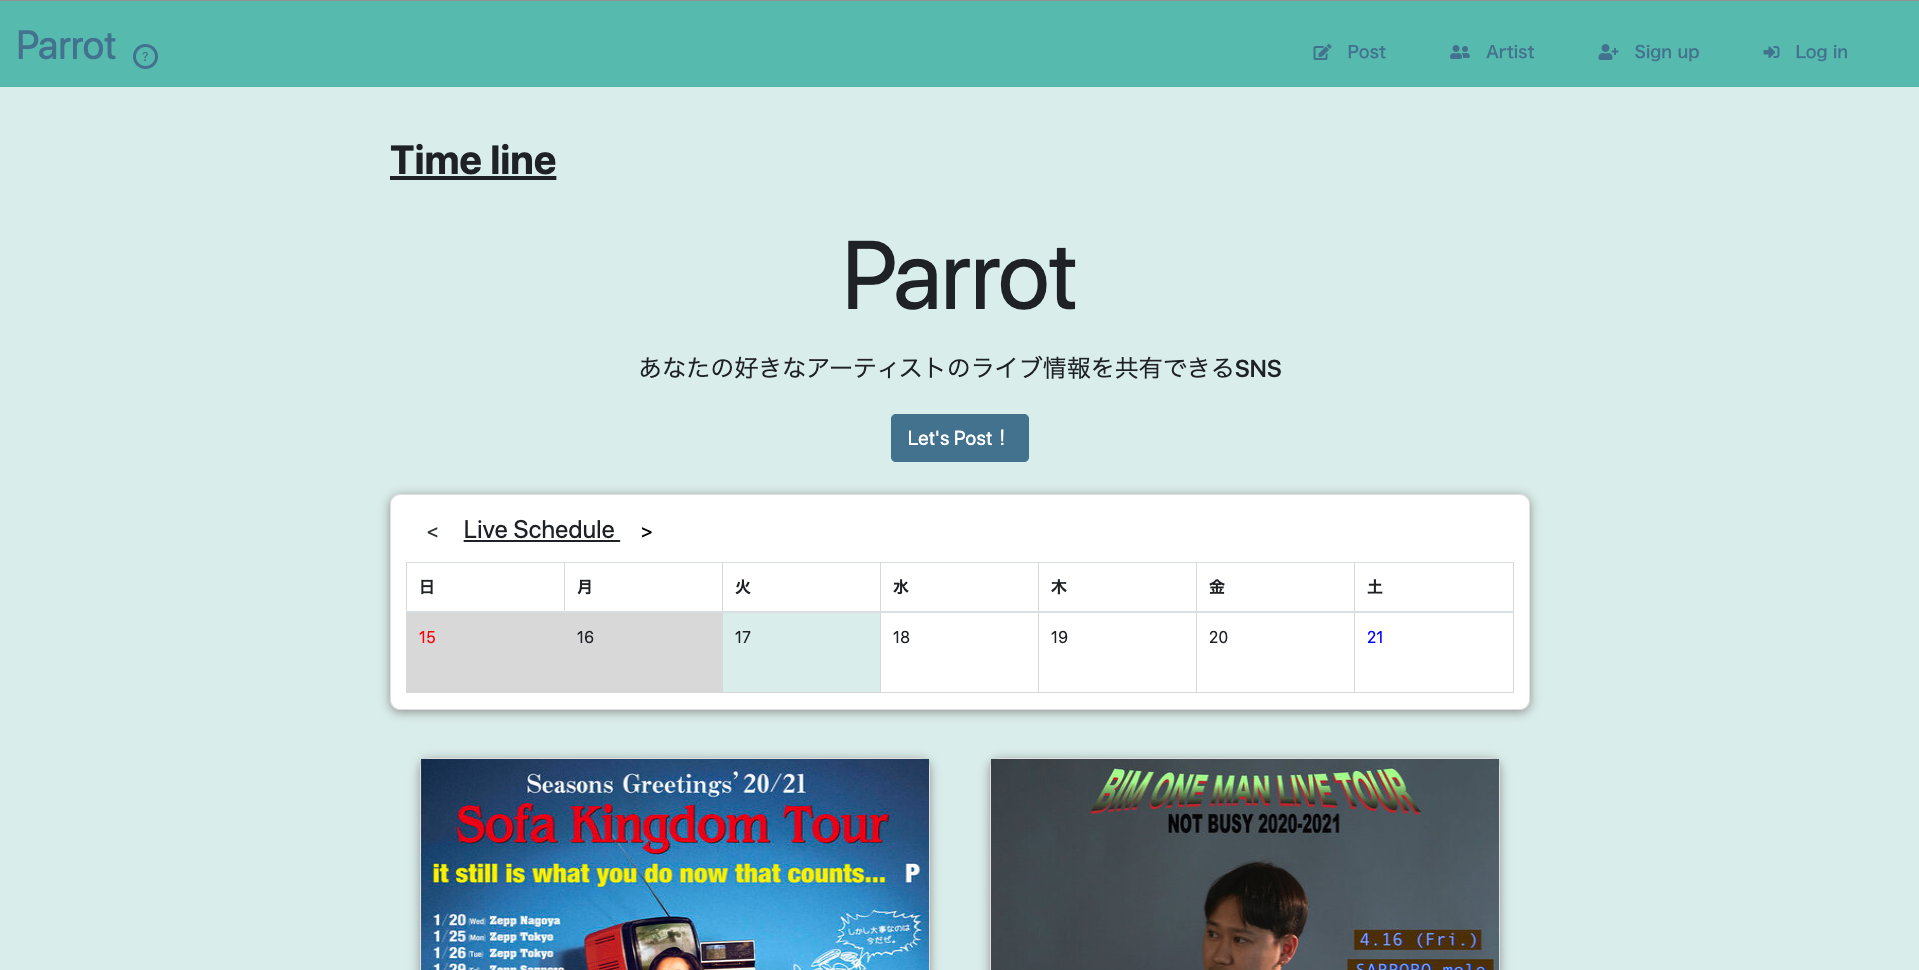 Parrot ?
Post Artist Sign up Log in
Time line
Parrot
あなたの好きなアーティストのライブ情報を共有できるSNS
Let's Post！
< Live Schedule >
日 月 火 水 木 金 土
15 16 17 18 19 20 21
Seasons Greetings' 20/21
Sofa Kingdom Tour
it still is what you do now that counts... P
1/20 (Wed) Zepp Nagoya
1/25 (Mon) Zepp Tokyo
1/26 (Tue) Zepp Tokyo
1/29 Zepp Sapporo
しかし大事なのは
今だぜ。
BIM ONE MAN LIVE TOUR
NOT BUSY 2020-2021
4.16 (Fri.)
SAPPORO mole